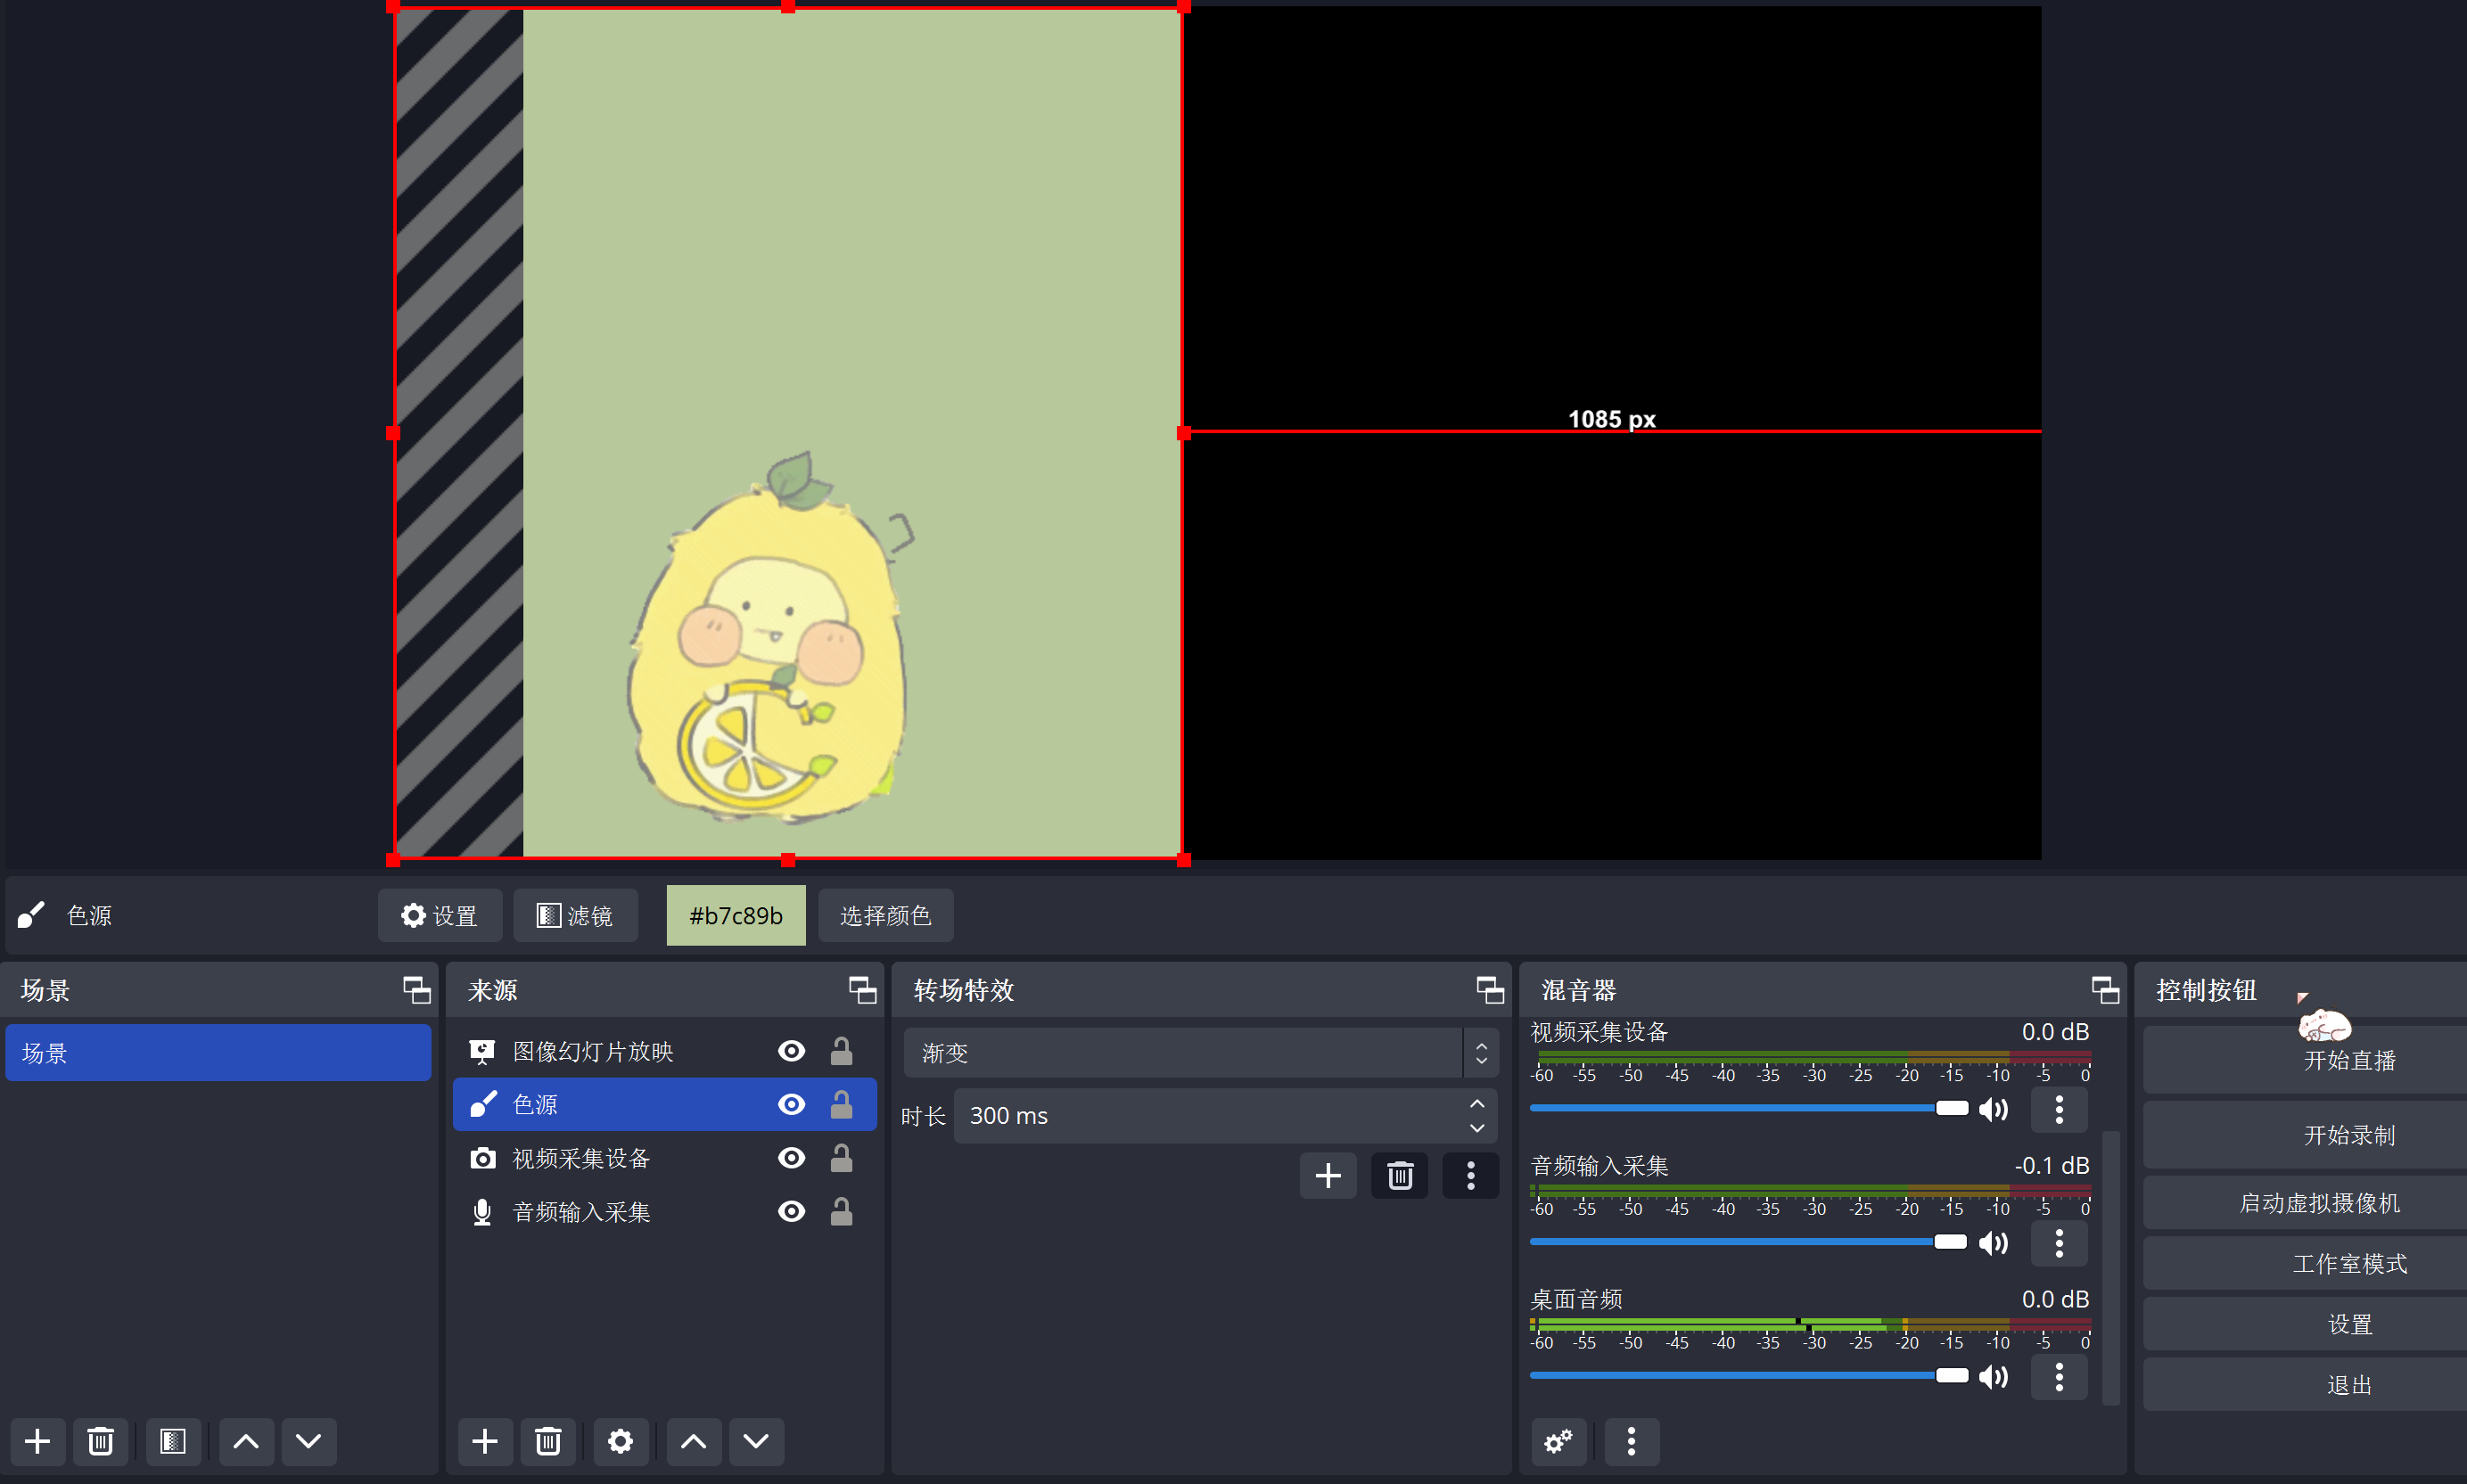 1085 px
色源
设置
滤镜
#b7c89b
选择颜色
场景
场景
来源
图像幻灯片放映
色源
视频采集设备
音频输入采集
转场特效
渐变
时长
300 ms
混音器
视频采集设备
0.0 dB
-60 -55 -50 -45 -40 -35 -30 -25 -20 -15 -10 -5 0
音频输入采集
-0.1 dB
-60 -55 -50 -45 -40 -35 -30 -25 -20 -15 -10 -5 0
桌面音频
0.0 dB
-60 -55 -50 -45 -40 -35 -30 -25 -20 -15 -10 -5 0
控制按钮
开始直播
开始录制
启动虚拟摄像机
工作室模式
设置
退出